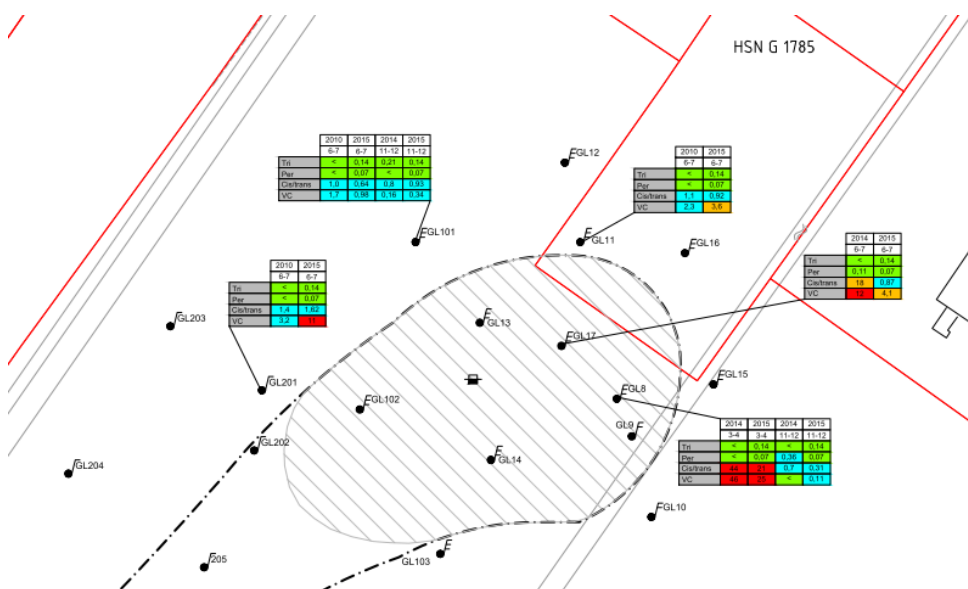 HSN G 1785
2010 2015 2014 2015
6-7 6-7 11-12 11-12
Tri < 0,14 0,21 0,14
Per < 0,07 < 0,07
Cis/trans 1,0 0,64 0,8 0,93
VC 1,7 0,98 0,16 0,34
GL12
2010 2015
6-7 6-7
Tri < 0,14
Per < 0,07
Cis/trans 1,1 0,92
VC 2,3 3,6
GL101
GL11
GL16
2014 2015
6-7 6-7
Tri < 0,14
Per 0,11 0,07
Cis/trans 18 0,87
VC 12 4,1
2010 2015
6-7 6-7
Tri < 0,14
Per < 0,07
Cis/trans 1,4 1,62
VC 3,2 11
GL203
GL13
GL17
GL201
GL15
GL8
GL102
GL9
GL202
GL14
GL204
2014 2015 2014 2015
3-4 3-4 11-12 11-12
Tri < 0,14 < 0,14
Per < 0,07 0,36 0,07
Cis/trans 44 21 0,7 0,31
VC 25 < 0,11
GL10
GL103
205